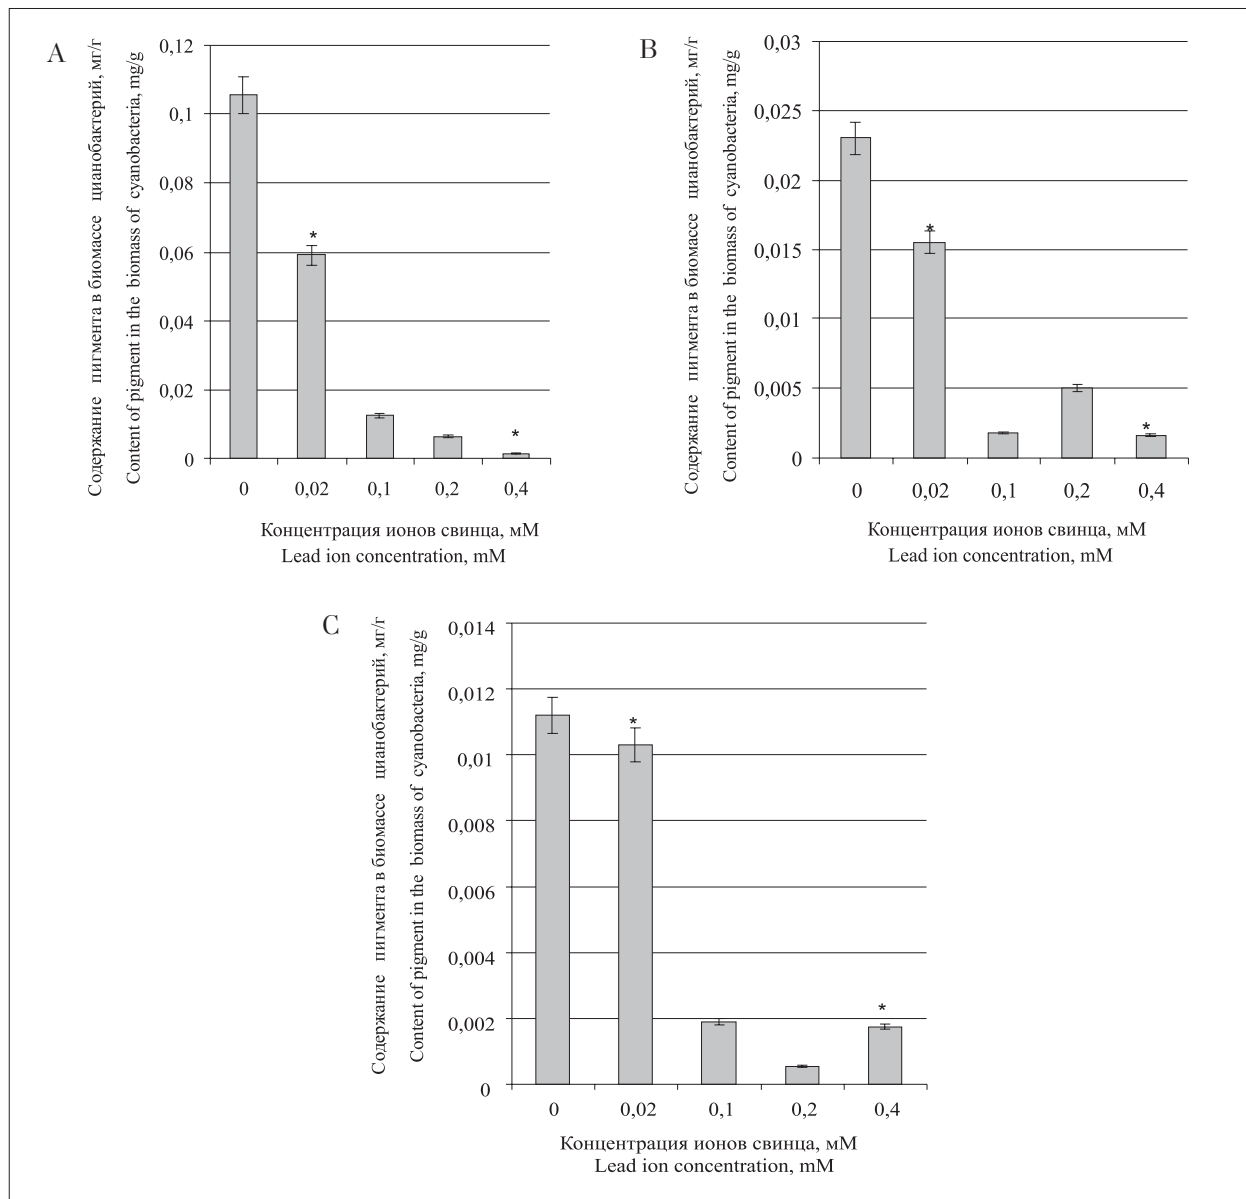 A
Содержание пигмента в биомассе цианобактерий, мг/г
Content of pigment in the biomass of cyanobacteria, mg/g
0,12
0,1
0,08
0,06
0,04
0,02
0
*
*
0 0,02 0,1 0,2 0,4
Концентрация ионов свинца, мМ
Lead ion concentration, mM
B
Содержание пигмента в биомассе цианобактерий, мг/г
Content of pigment in the biomass of cyanobacteria, mg/g
0,03
0,025
0,02
0,015
0,01
0,005
0
*
*
0 0,02 0,1 0,2 0,4
Концентрация ионов свинца, мМ
Lead ion concentration, mM
C
Содержание пигмента в биомассе цианобактерий, мг/г
Content of pigment in the biomass of cyanobacteria, mg/g
0,014
0,012
0,01
0,008
0,006
0,004
0,002
0
*
*
0 0,02 0,1 0,2 0,4
Концентрация ионов свинца, мМ
Lead ion concentration, mM